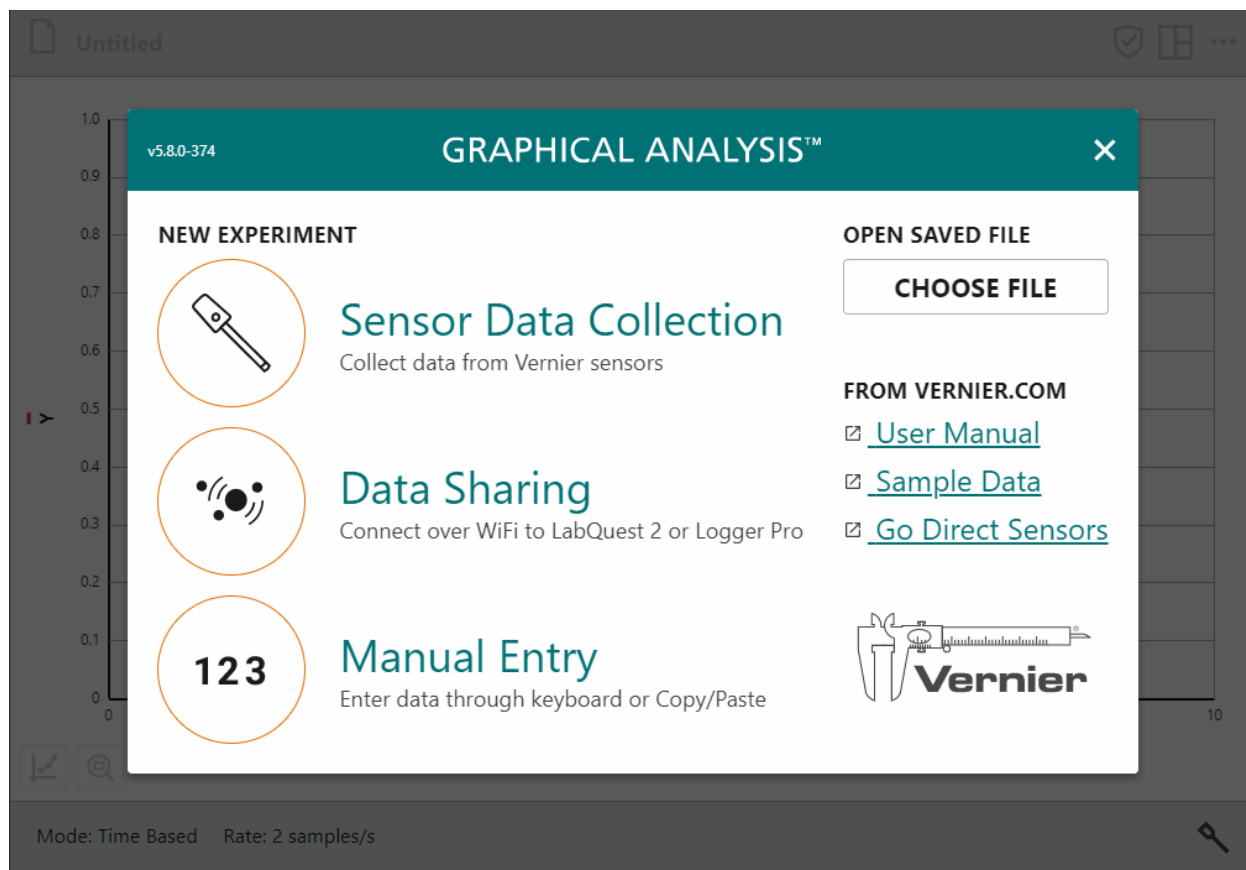 Untitled
v5.8.0-374
GRAPHICAL ANALYSIS™
NEW EXPERIMENT
Sensor Data Collection
Collect data from Vernier sensors
Data Sharing
Connect over WiFi to LabQuest 2 or Logger Pro
123
Manual Entry
Enter data through keyboard or Copy/Paste
OPEN SAVED FILE
CHOOSE FILE
FROM VERNIER.COM
User Manual
Sample Data
Go Direct Sensors
Vernier
1.0
0.9
0.8
0.7
0.6
0.5
0.4
0.3
0.2
0.1
0
Y
0
10
Mode: Time Based Rate: 2 samples/s